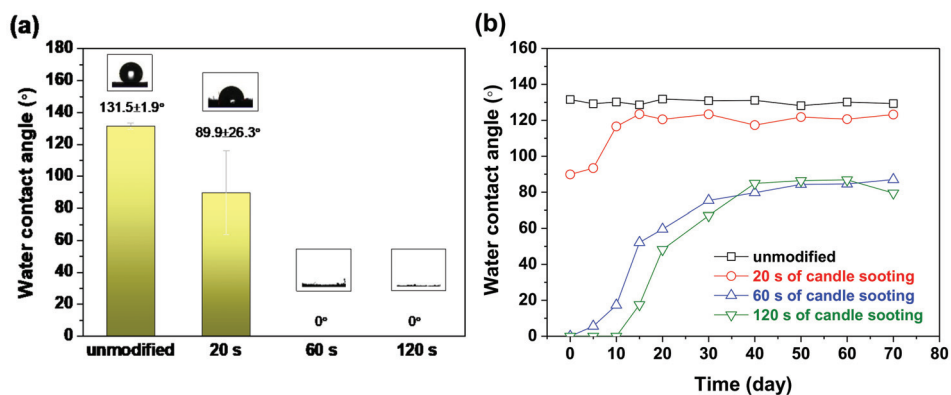 (a)
180
160
140
120
100
80
60
40
20
0
Water contact angle (°)
131.5±1.9°
89.9±26.3°
0°
0°
unmodified 20 s 60 s 120 s
(b)
160
140
120
100
80
60
40
20
0
Water contact angle (°)
unmodified
20 s of candle sooting
60 s of candle sooting
120 s of candle sooting
0 10 20 30 40 50 60 70 80
Time (day)